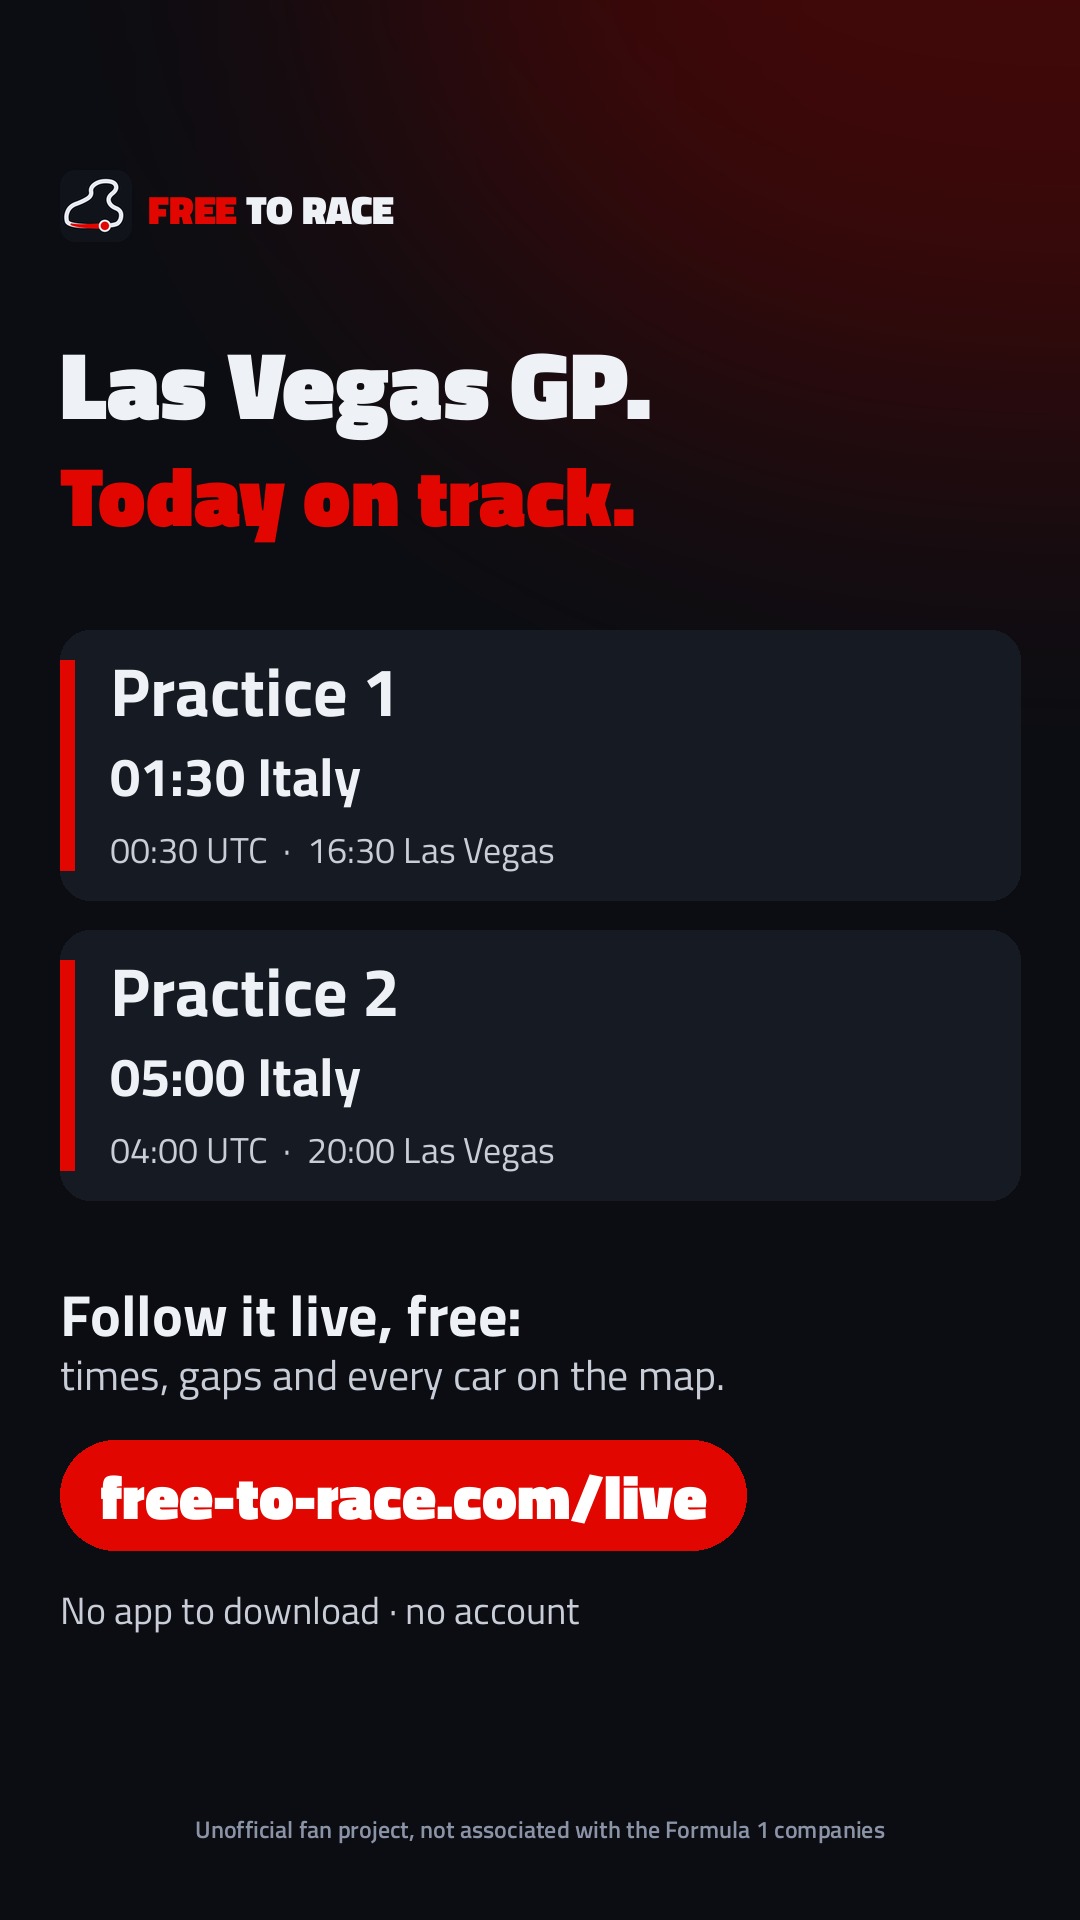 FREE TO RACE
Las Vegas GP.
Today on track.
Practice 1
01:30 Italy
00:30 UTC · 16:30 Las Vegas
Practice 2
05:00 Italy
04:00 UTC · 20:00 Las Vegas
Follow it live, free:
times, gaps and every car on the map.
free-to-race.com/live
No app to download · no account
Unofficial fan project, not associated with the Formula 1 companies